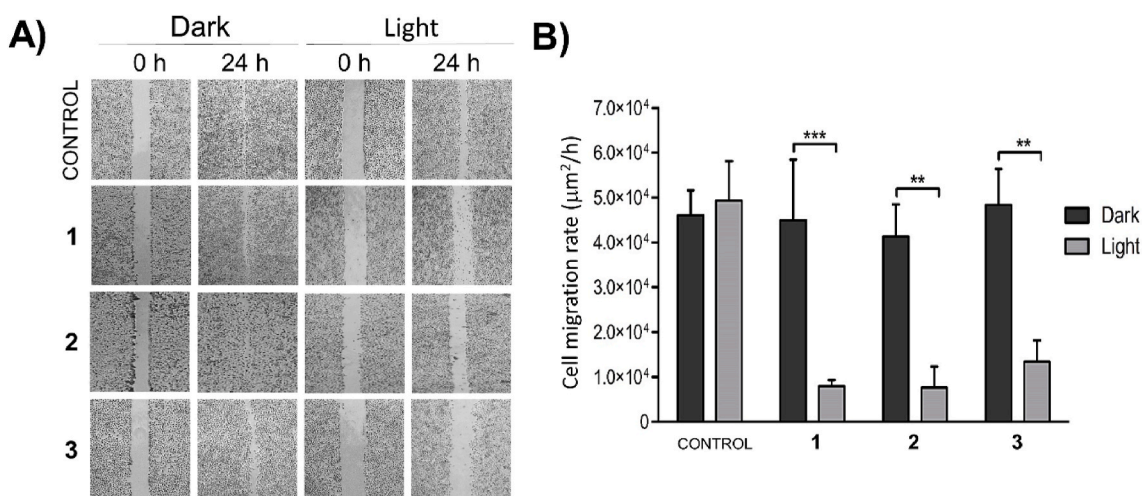 A)
Dark Light
0 h 24 h 0 h 24 h
CONTROL
1
2
3
B)
Cell migration rate (μm²/h)
7.0×10⁴
6.0×10⁴
5.0×10⁴
4.0×10⁴
3.0×10⁴
2.0×10⁴
1.0×10⁴
0
***
**
**
CONTROL 1 2 3
Dark
Light